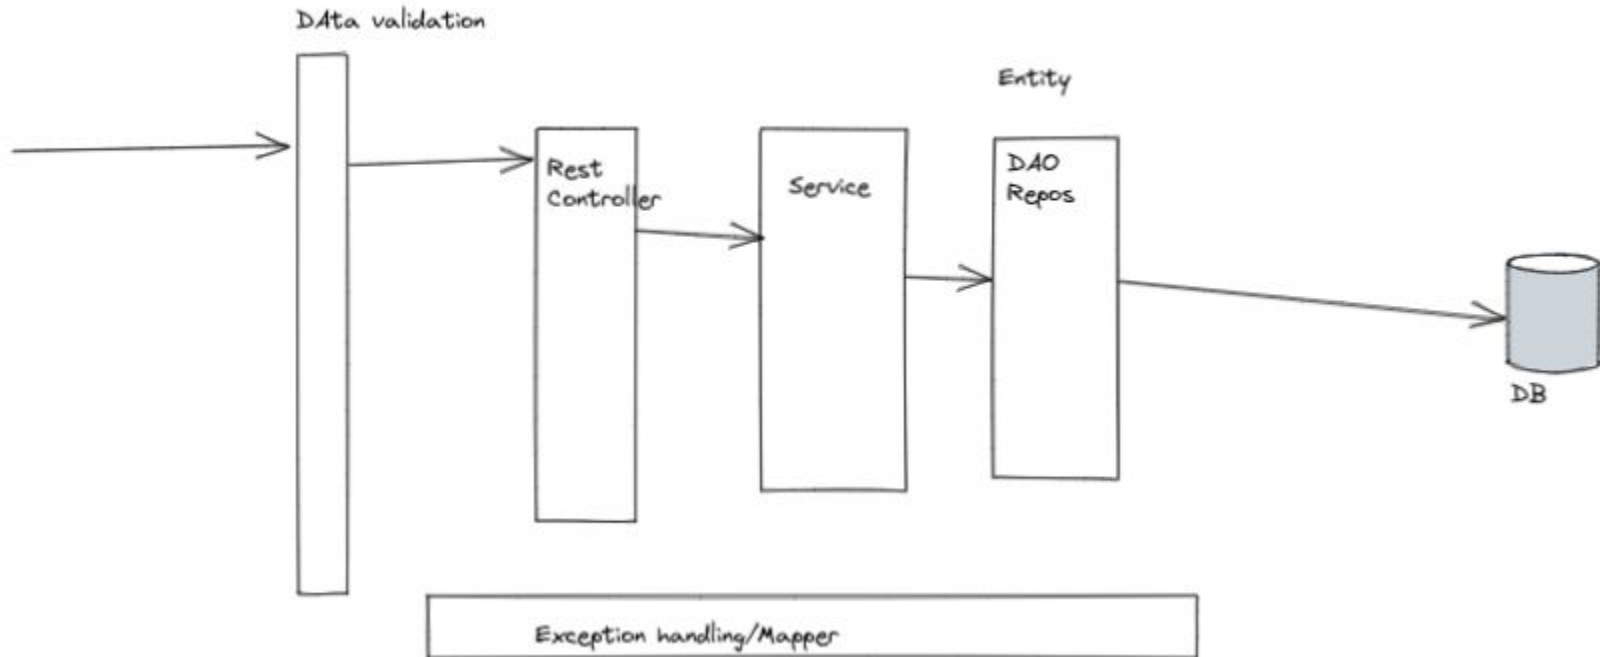 DAta validation
Entity
Rest
Controller
Service
DAO
Repos
DB
Exception handling/Mapper